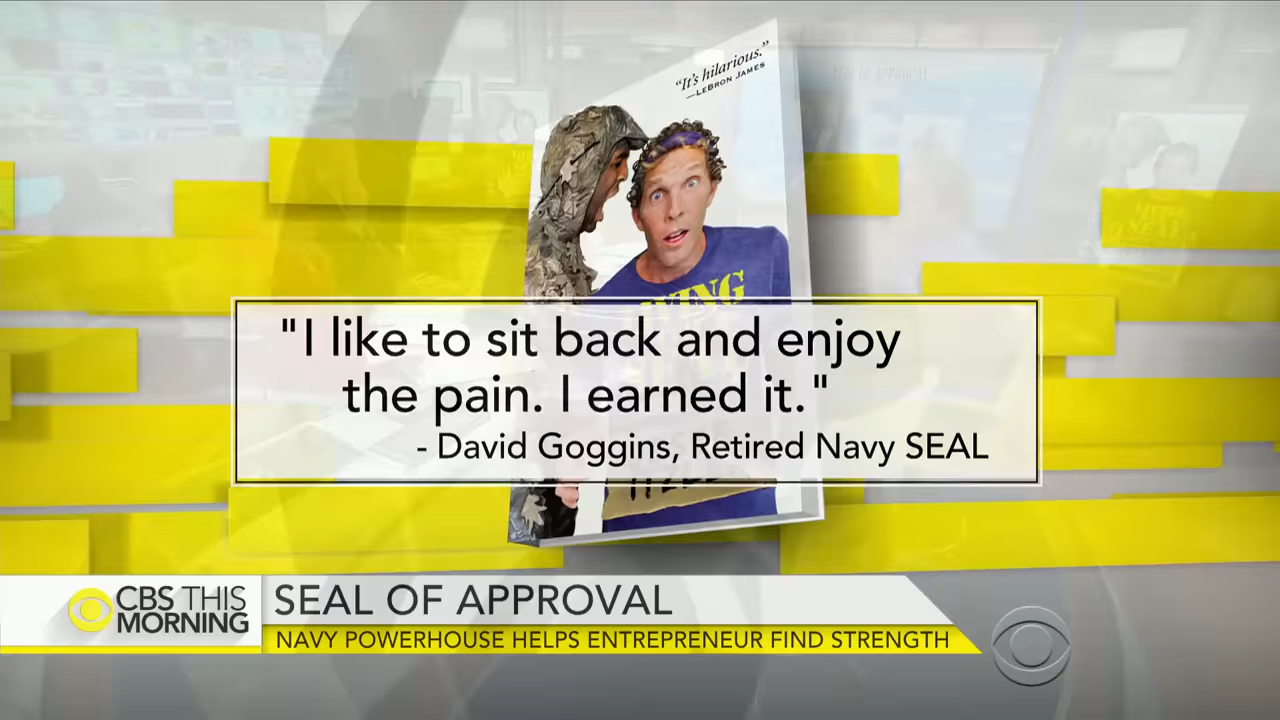 "It's hilarious."
—LEBRON JAMES
"I like to sit back and enjoy
the pain. I earned it."
- David Goggins, Retired Navy SEAL
CBS THIS
MORNING
SEAL OF APPROVAL
NAVY POWERHOUSE HELPS ENTREPRENEUR FIND STRENGTH